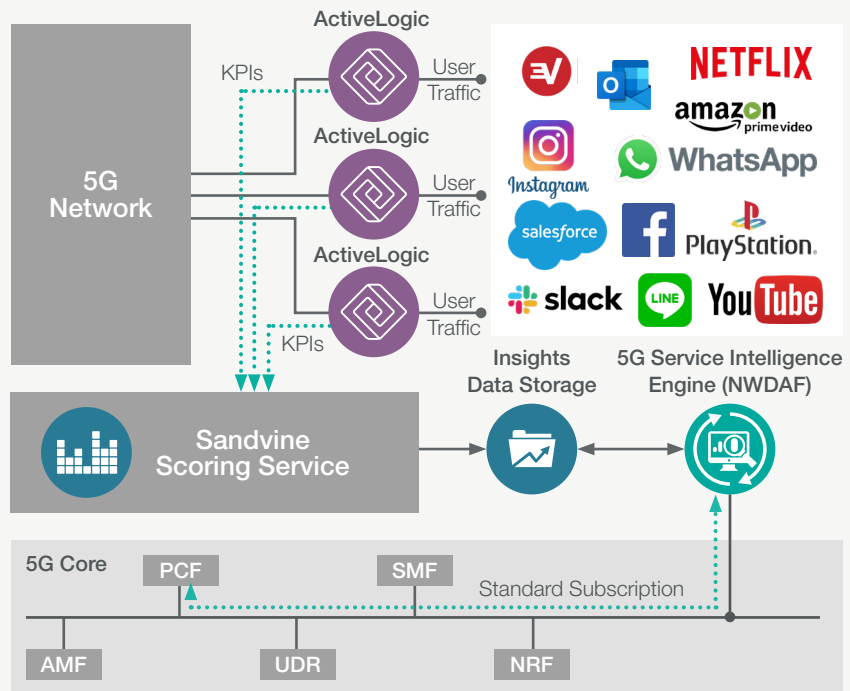 ActiveLogic
KPIs
User
Traffic
5G
Network
ActiveLogic
User
Traffic
ActiveLogic
User
Traffic
KPIs
NETFLIX
amazon
prime video
Instagram
WhatsApp
salesforce
PlayStation®
slack
LINE
YouTube
Insights
Data Storage
5G Service Intelligence
Engine (NWDAF)
Sandvine
Scoring Service
5G Core
PCF
SMF
Standard Subscription
AMF
UDR
NRF